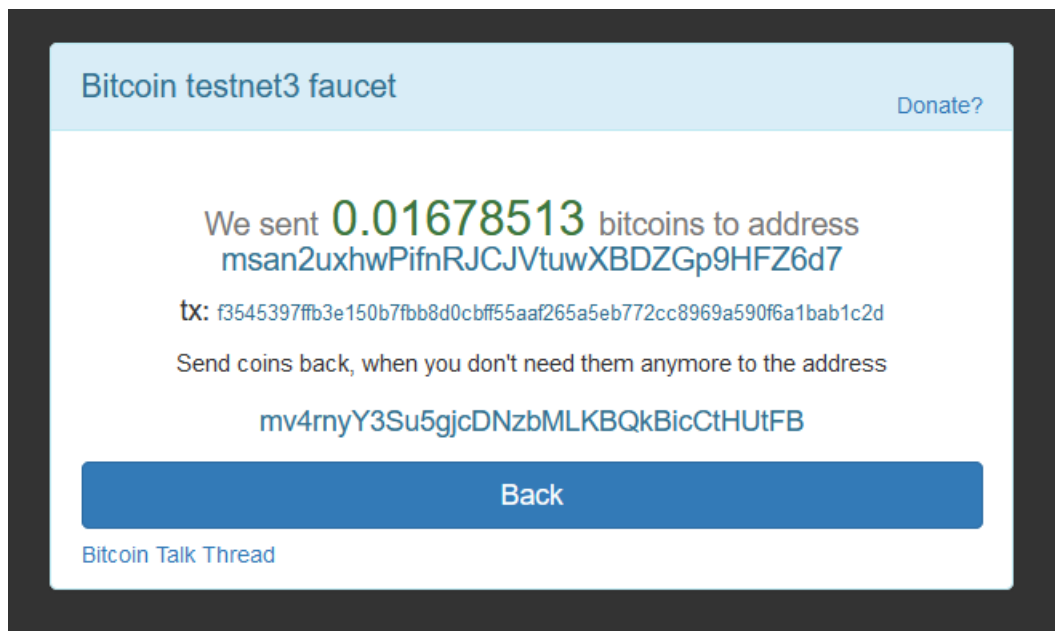 Bitcoin testnet3 faucet
Donate?
We sent 0.01678513 bitcoins to address
msan2uxhwPifnRJCJVtuwXBDZGp9HFZ6d7
tx: f3545397ffb3e150b7fbb8d0cbff55aaf265a5eb772cc8969a590f6a1bab1c2d
Send coins back, when you don't need them anymore to the address
mv4rnyY3Su5gjcDNzbMLKBQkBicCtHUtFB
Back
Bitcoin Talk Thread